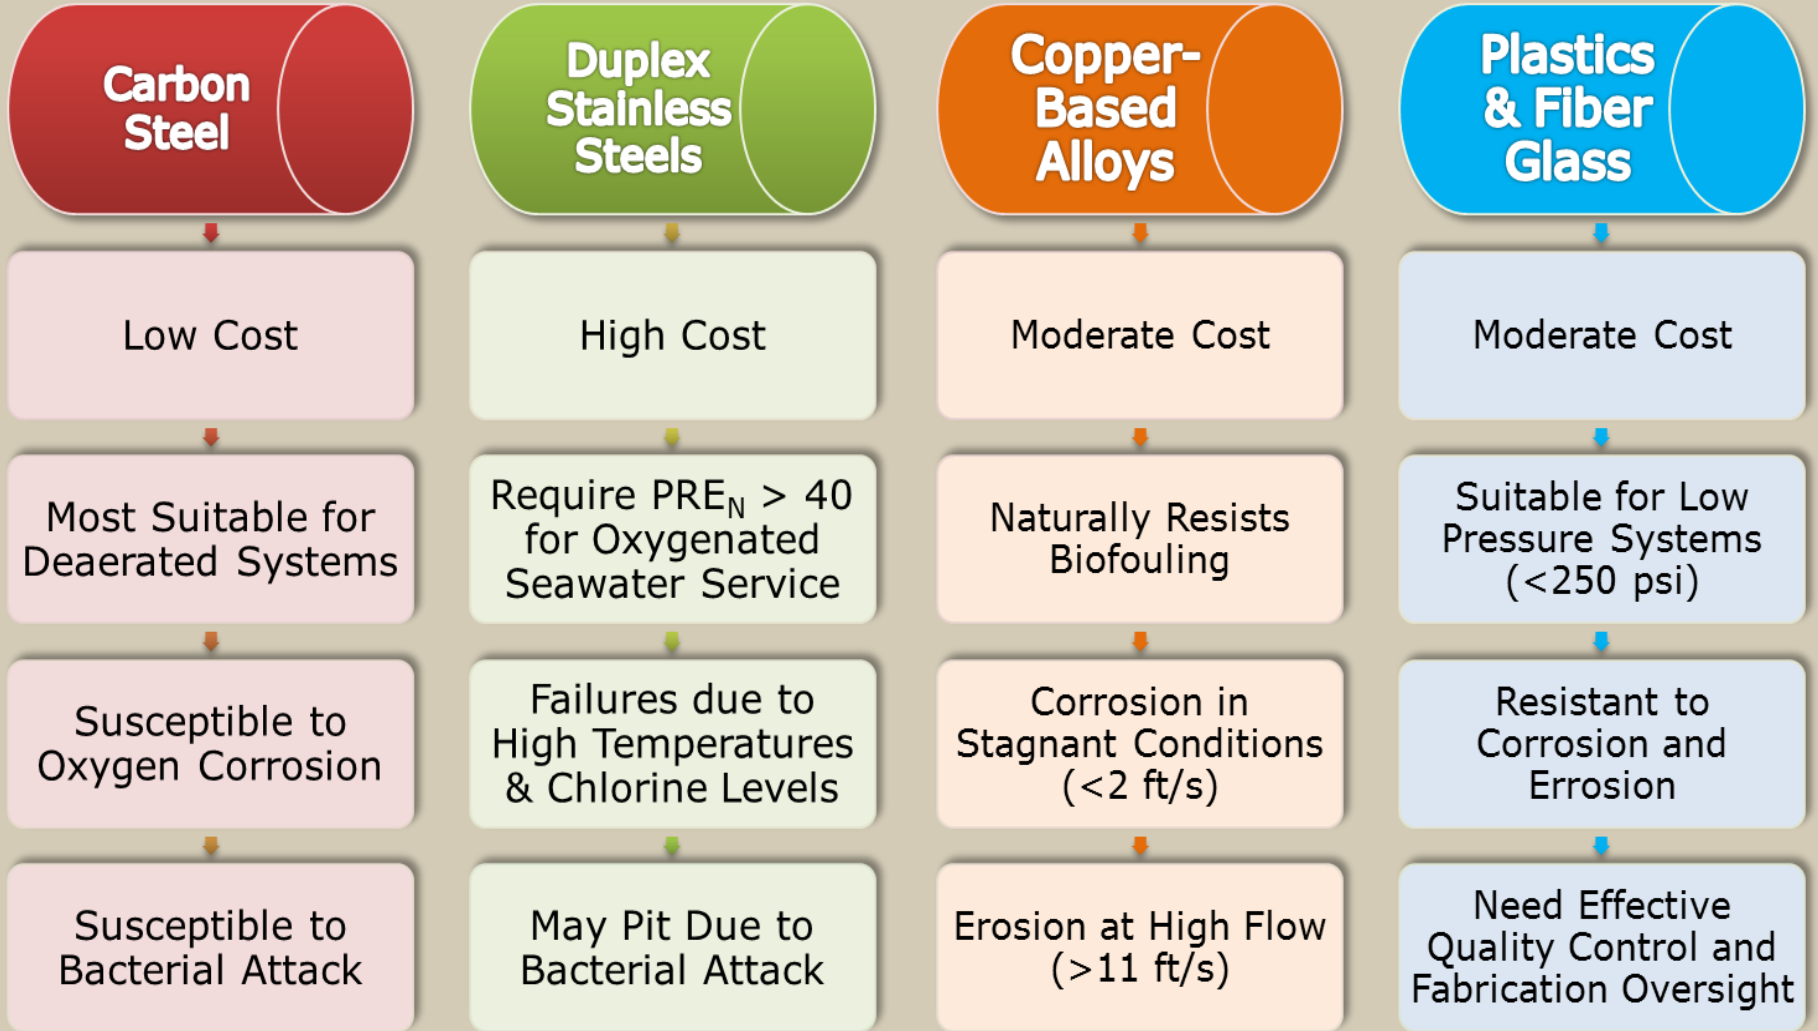 Carbon
Steel
Low Cost
Most Suitable for
Deaerated Systems
Susceptible to
Oxygen Corrosion
Susceptible to
Bacterial Attack
Duplex
Stainless
Steels
High Cost
Require PREN > 40
for Oxygenated
Seawater Service
Failures due to
High Temperatures
& Chlorine Levels
May Pit Due to
Bacterial Attack
Copper-
Based
Alloys
Moderate Cost
Naturally Resists
Biofouling
Corrosion in
Stagnant Conditions
(<2 ft/s)
Erosion at High Flow
(>11 ft/s)
Plastics
& Fiber
Glass
Moderate Cost
Suitable for Low
Pressure Systems
(<250 psi)
Resistant to
Corrosion and
Errosion
Need Effective
Quality Control and
Fabrication Oversight